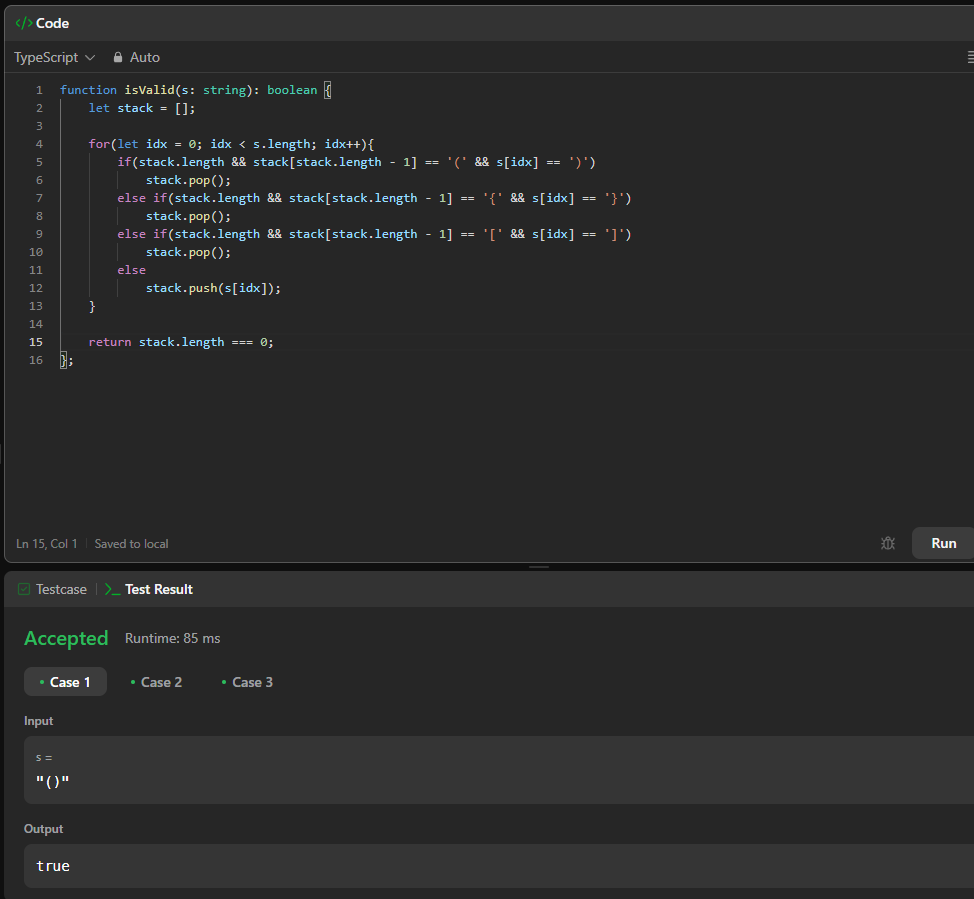 </> Code
TypeScript Auto
1 function isValid(s: string): boolean {
2     let stack = [];
3
4     for(let idx = 0; idx < s.length; idx++){
5         if(stack.length && stack[stack.length - 1] == '(' && s[idx] == ')')
6             stack.pop();
7         else if(stack.length && stack[stack.length - 1] == '{' && s[idx] == '}')
8             stack.pop();
9         else if(stack.length && stack[stack.length - 1] == '[' && s[idx] == ']')
10             stack.pop();
11         else
12             stack.push(s[idx]);
13     }
14
15     return stack.length === 0;
16 };
Ln 15, Col 1 | Saved to local Run
Testcase | >_ Test Result
Accepted Runtime: 85 ms
• Case 1 • Case 2 • Case 3
Input
s =
"()"
Output
true